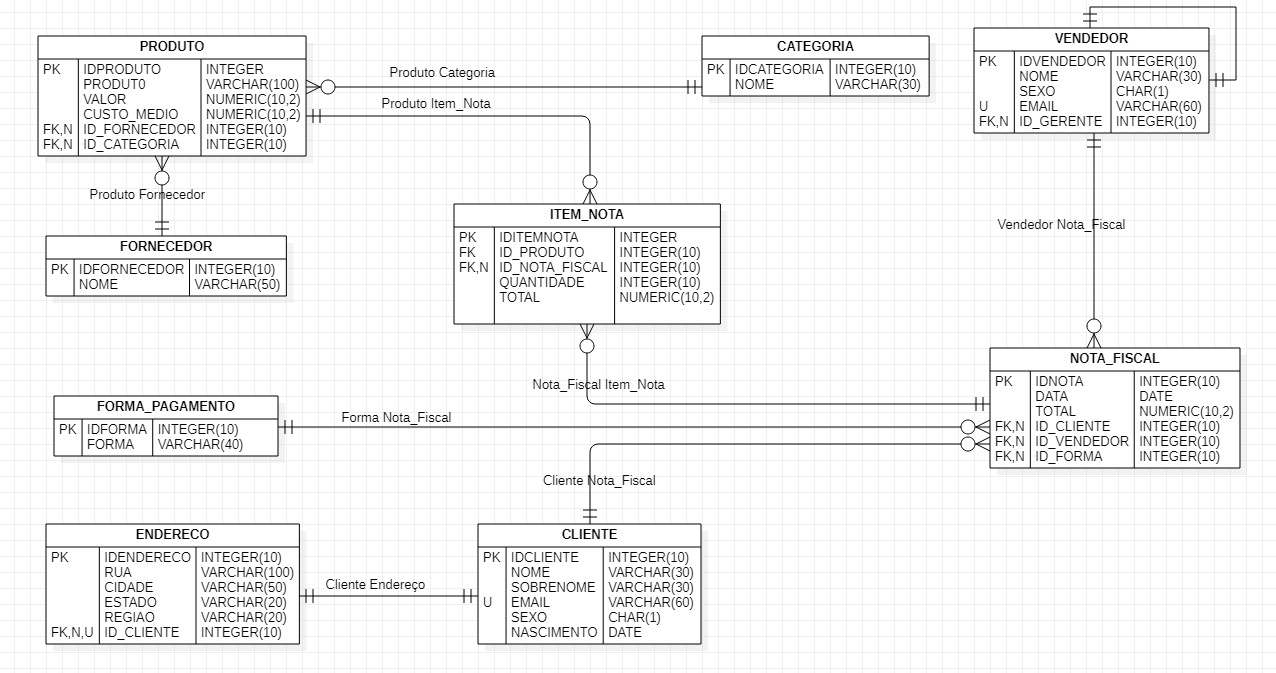 PRODUTO
PK IDPRODUTO INTEGER
PRODUT0 VARCHAR(100)
VALOR NUMERIC(10,2)
CUSTO_MEDIO NUMERIC(10,2)
FK,N ID_FORNECEDOR INTEGER(10)
FK,N ID_CATEGORIA INTEGER(10)
Produto Categoria
Produto Item_Nota
CATEGORIA
PK IDCATEGORIA INTEGER(10)
NOME VARCHAR(30)
VENDEDOR
PK IDVENDEDOR INTEGER(10)
NOME VARCHAR(30)
SEXO CHAR(1)
U EMAIL VARCHAR(60)
FK,N ID_GERENTE INTEGER(10)
Produto Fornecedor
FORNECEDOR
PK IDFORNECEDOR INTEGER(10)
NOME VARCHAR(50)
ITEM_NOTA
PK IDITEMNOTA INTEGER
FK ID_PRODUTO INTEGER(10)
FK,N ID_NOTA_FISCAL INTEGER(10)
QUANTIDADE INTEGER(10)
TOTAL NUMERIC(10,2)
Vendedor Nota_Fiscal
Nota_Fiscal Item_Nota
NOTA_FISCAL
PK IDNOTA INTEGER(10)
DATA DATE
TOTAL NUMERIC(10,2)
FK,N ID_CLIENTE INTEGER(10)
FK,N ID_VENDEDOR INTEGER(10)
FK,N ID_FORMA INTEGER(10)
FORMA_PAGAMENTO
PK IDFORMA INTEGER(10)
FORMA VARCHAR(40)
Forma Nota_Fiscal
Cliente Nota_Fiscal
ENDERECO
PK IDENDERECO INTEGER(10)
RUA VARCHAR(100)
CIDADE VARCHAR(50)
ESTADO VARCHAR(20)
REGIAO VARCHAR(20)
FK,N,U ID_CLIENTE INTEGER(10)
Cliente Endereço
CLIENTE
PK IDCLIENTE INTEGER(10)
NOME VARCHAR(30)
SOBRENOME VARCHAR(30)
U EMAIL VARCHAR(60)
SEXO CHAR(1)
NASCIMENTO DATE